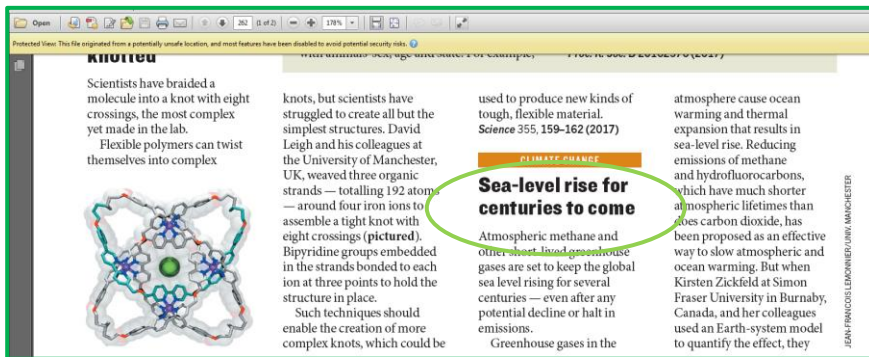 Open
262
(1 of 2)
178%
Protected View: This file originated from a potentially unsafe location, and most features have been disabled to avoid potential security risks.
with animals' sex, age and state. For example,
knotted
Scientists have braided a
molecule into a knot with eight
crossings, the most complex
yet made in the lab.
Flexible polymers can twist
themselves into complex
knots, but scientists have
struggled to create all but the
simplest structures. David
Leigh and his colleagues at
the University of Manchester,
UK, weaved three organic
strands — totalling 192 atoms
— around four iron ions to
assemble a tight knot with
eight crossings (pictured).
Bipyridine groups embedded
in the strands bonded to each
ion at three points to hold the
structure in place.
Such techniques should
enable the creation of more
complex knots, which could be
used to produce new kinds of
tough, flexible material.
Science 355, 159–162 (2017)
CLIMATE CHANGE
Sea-level rise for
centuries to come
Atmospheric methane and
other short-lived greenhouse
gases are set to keep the global
sea level rising for several
centuries — even after any
potential decline or halt in
emissions.
Greenhouse gases in the
atmosphere cause ocean
warming and thermal
expansion that results in
sea-level rise. Reducing
emissions of methane
and hydrofluorocarbons,
which have much shorter
atmospheric lifetimes than
does carbon dioxide, has
been proposed as an effective
way to slow atmospheric and
ocean warming. But when
Kirsten Zickfeld at Simon
Fraser University in Burnaby,
Canada, and her colleagues
used an Earth-system model
to quantify the effect, they
JEAN-FRANCOIS LEMONNIER/UNIV. MANCHESTER